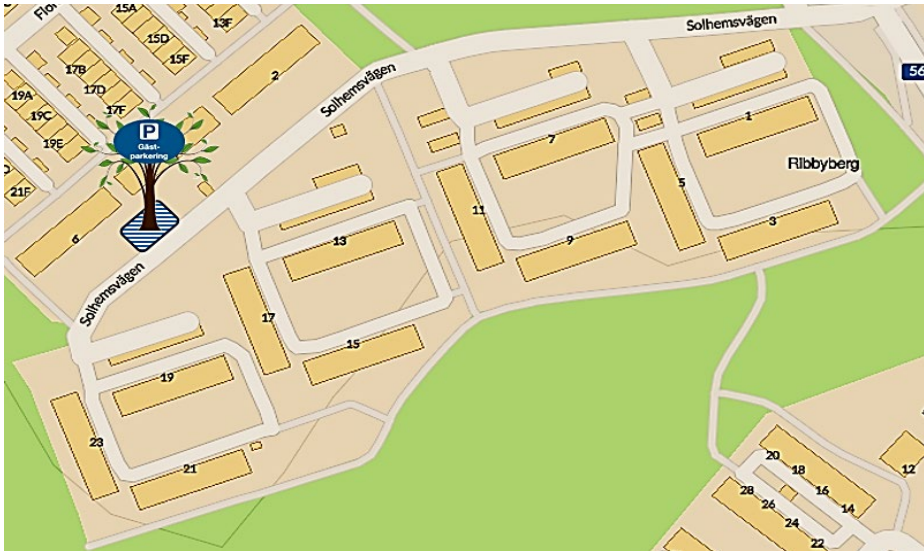 15A
13F
15D
15F
2
Solhemsvägen
Solhemsvägen
56
17B
17D
17F
19A
19C
19E
P
Gäst-
parkering
21F
6
Solhemsvägen
1
7
Ribbyberg
5
3
11
9
13
17
15
19
23
21
20
18
16
14
12
28
26
24
22